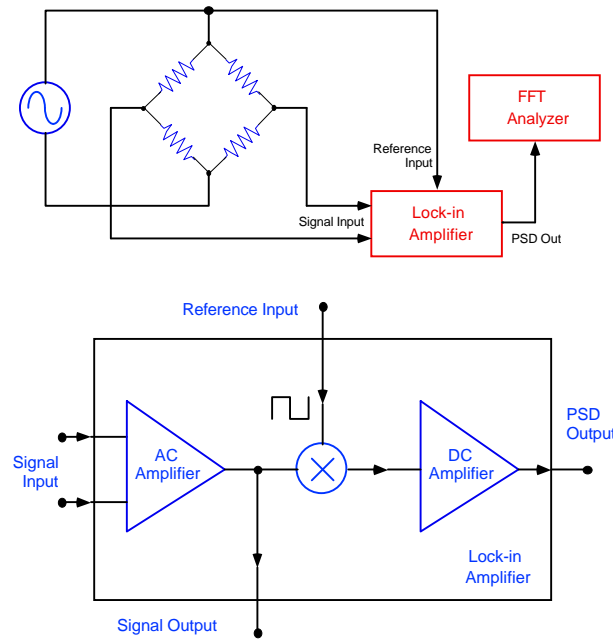 FFT
Analyzer
Reference
Input
Signal Input
Lock-in
Amplifier
PSD Out
Reference Input
PSD
Output
AC
Amplifier
DC
Amplifier
Signal
Input
Lock-in
Amplifier
Signal Output